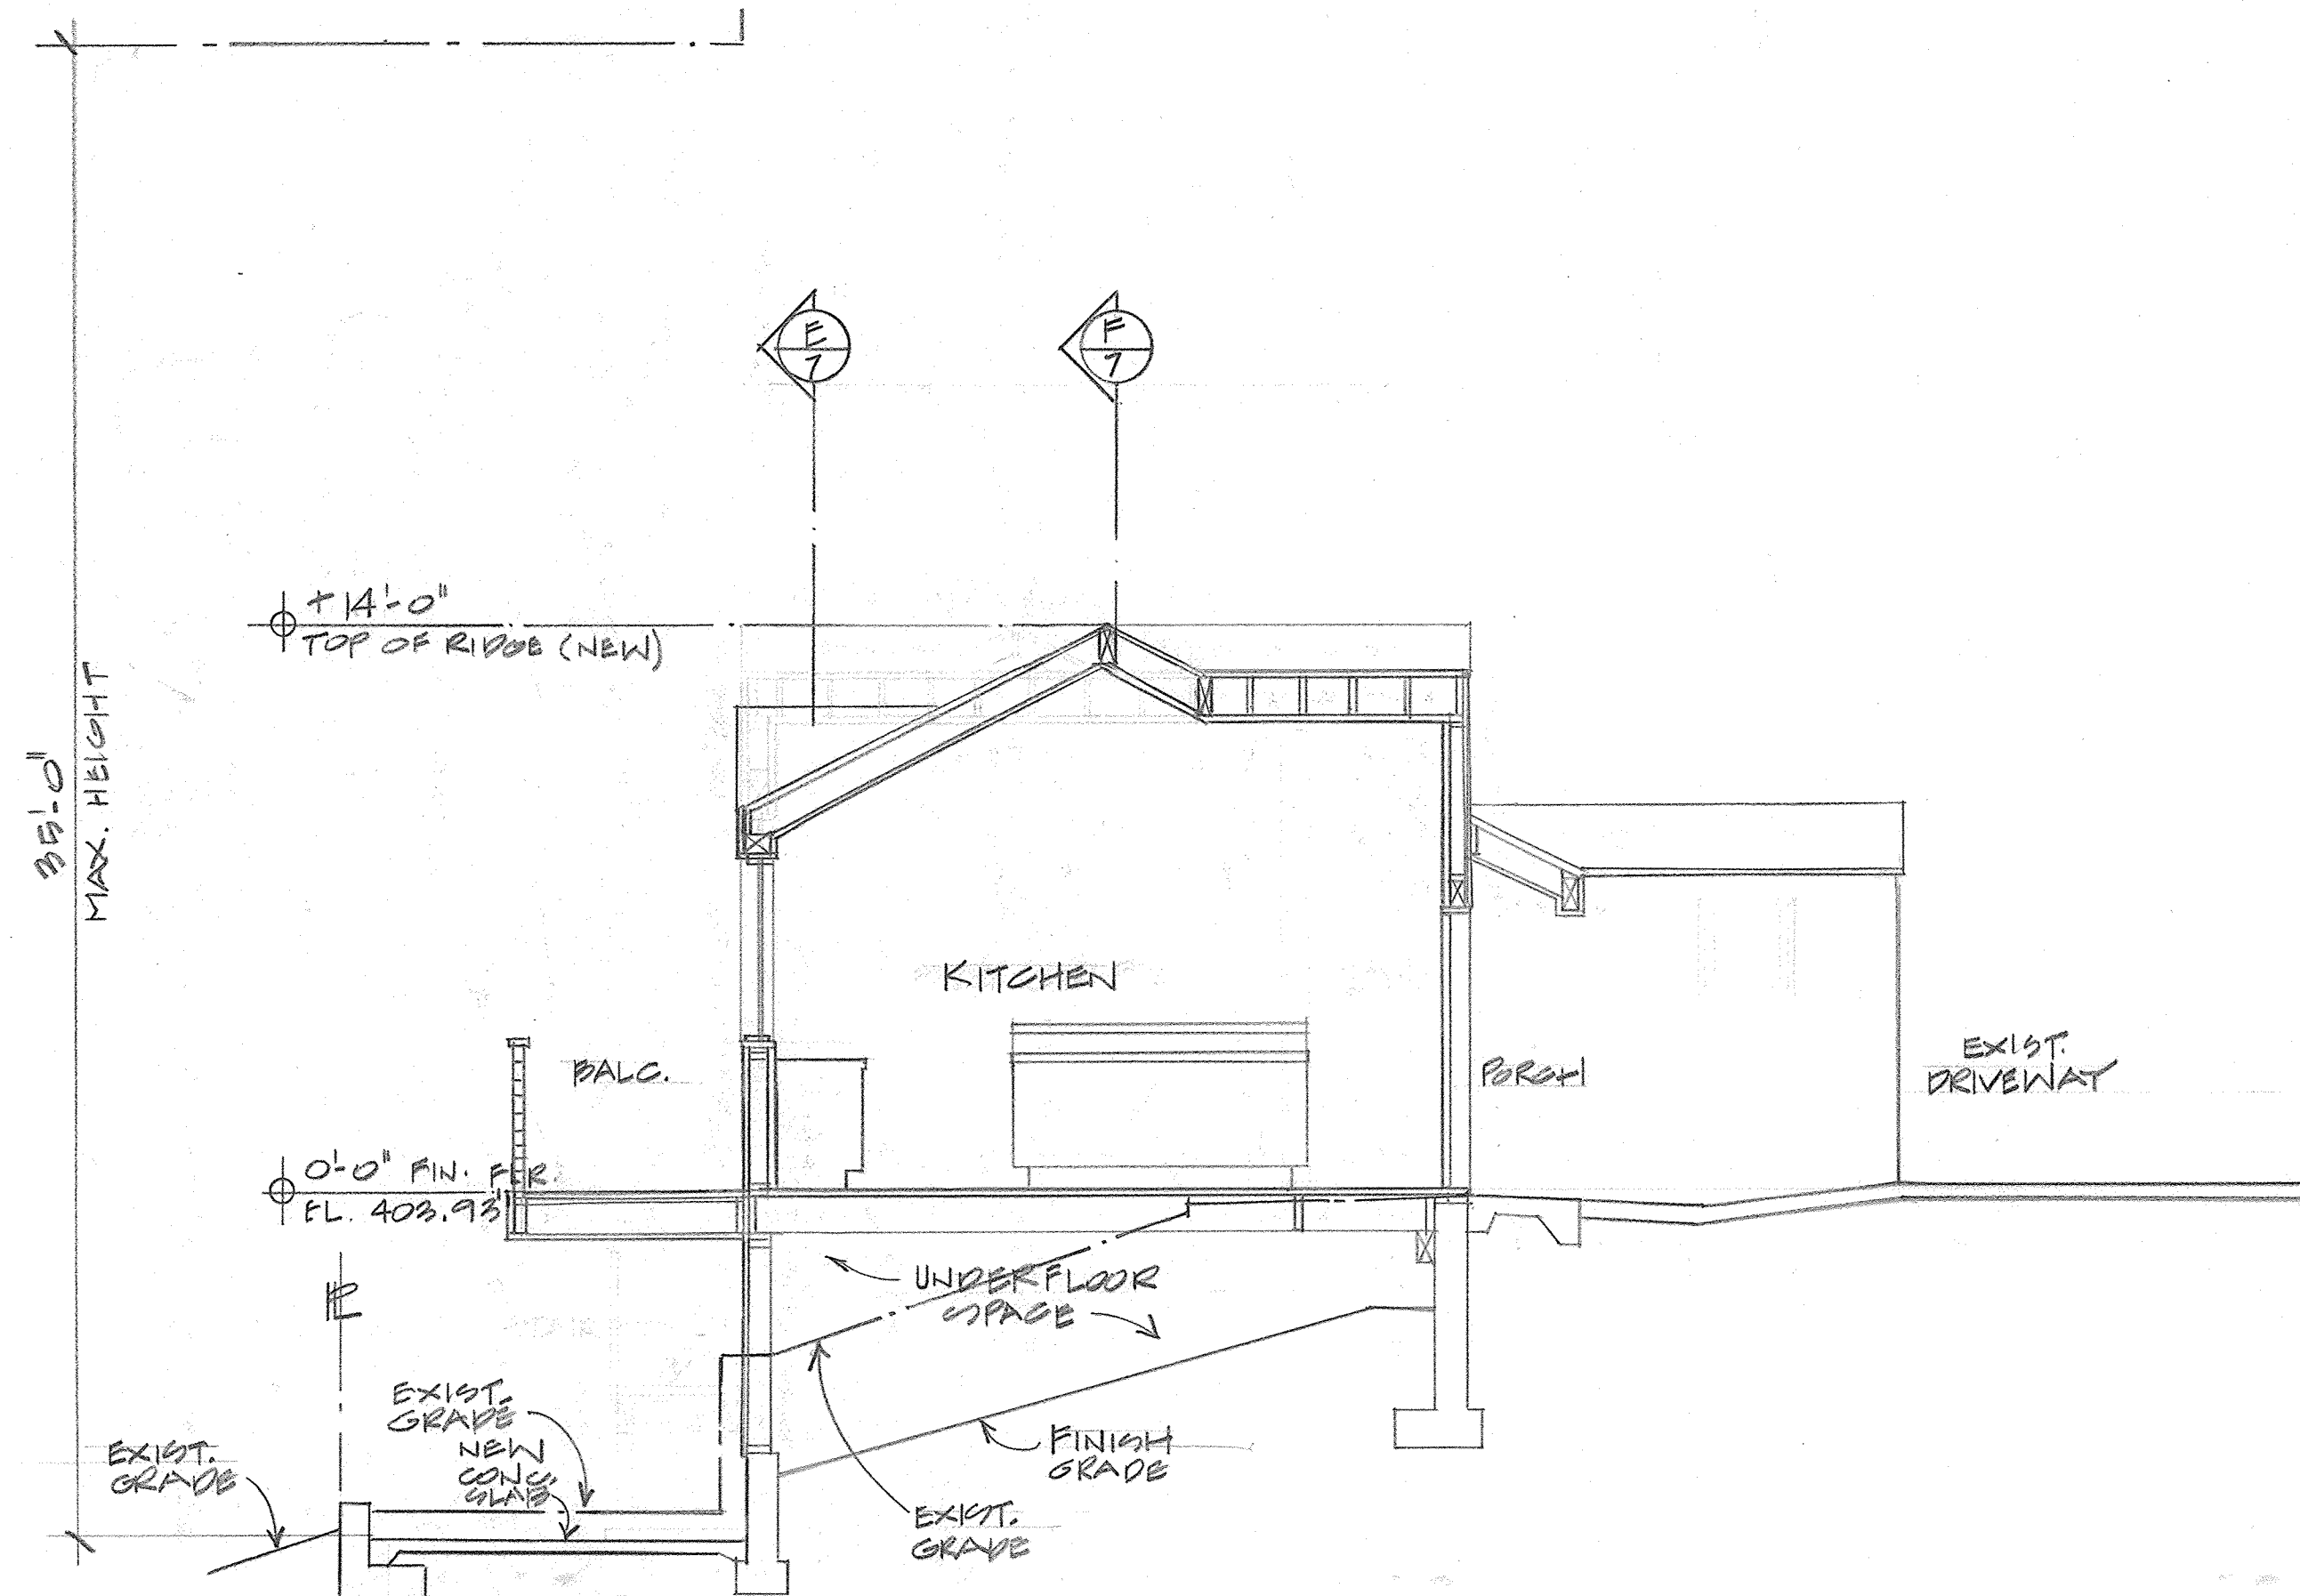 E
7
F
7
+14'-0"
TOP OF RIDGE (NEW)
35'-0"
MAX. HEIGHT
KITCHEN
BALC.
PORCH
EXIST.
DRIVEWAY
0'-0" FIN. FLR.
EL. 403.93'
PL
UNDERFLOOR
SPACE
EXIST.
GRADE
NEW
CONC.
SLAB
EXIST.
GRADE
FINISH
GRADE
EXIST.
GRADE